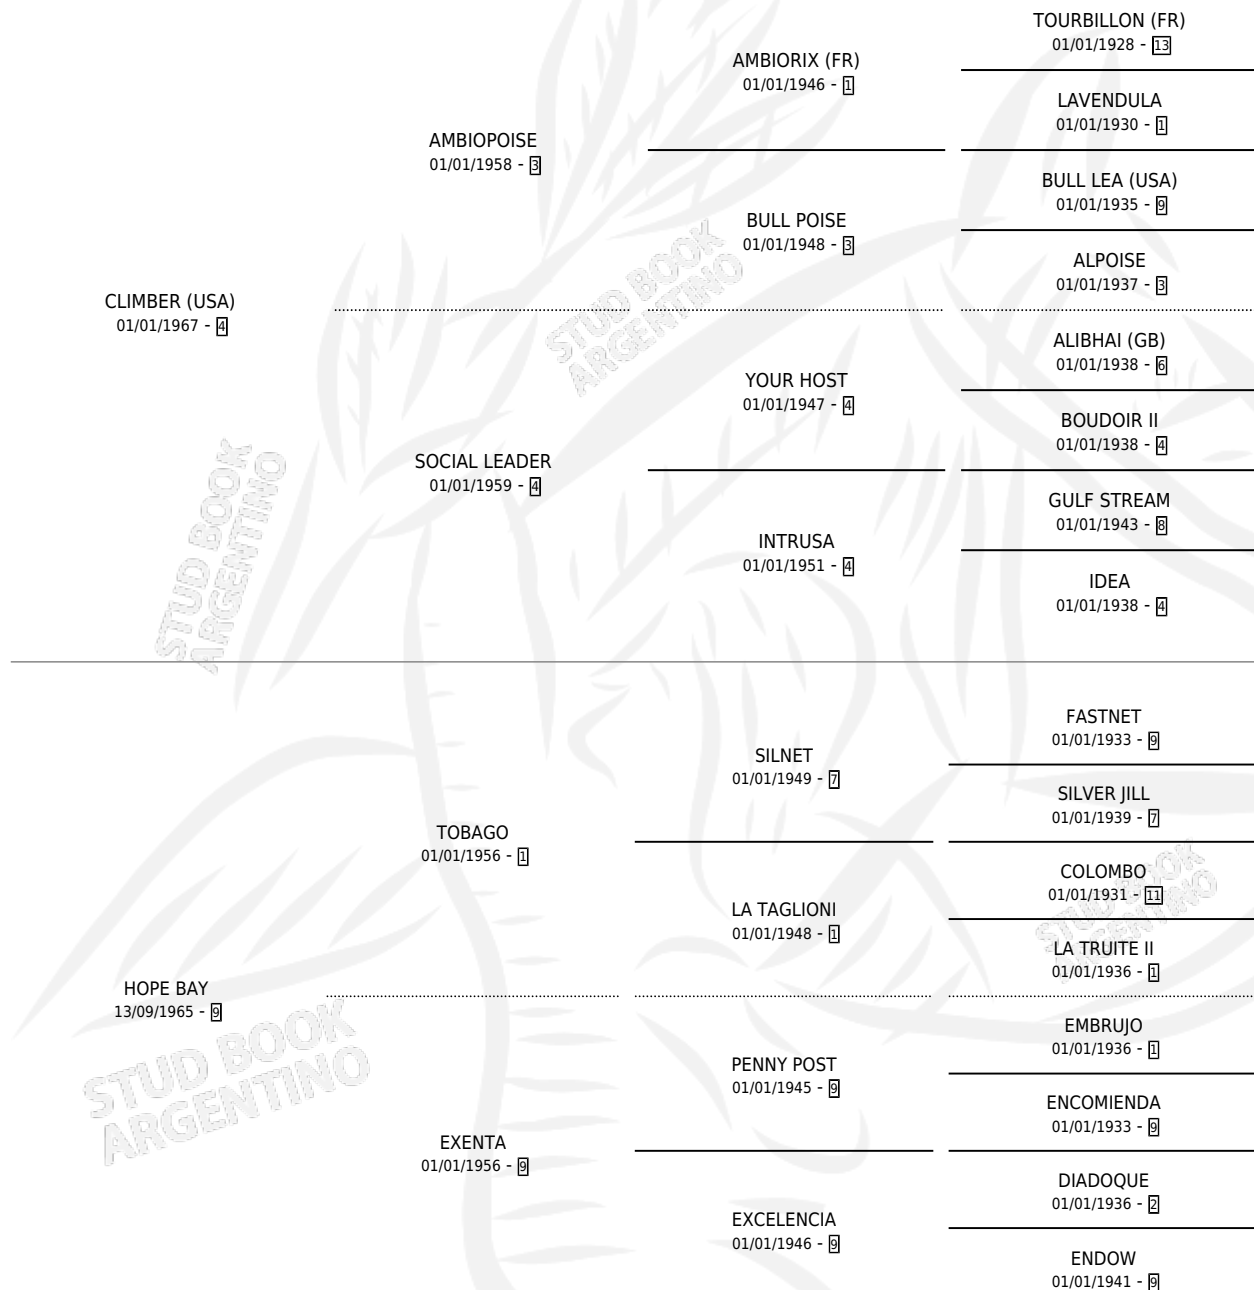 TOURBILLON (FR)
01/01/1928 - 13
AMBIORIX (FR)
01/01/1946 - 1
LAVENDULA
01/01/1930 - 1
AMBIOPOISE
01/01/1958 - 3
BULL LEA (USA)
01/01/1935 - 9
BULL POISE
01/01/1948 - 3
ALPOISE
01/01/1937 - 3
CLIMBER (USA)
01/01/1967 - 4
STUD BOOK
ARGENTINO
ALIBHAI (GB)
01/01/1938 - 6
YOUR HOST
01/01/1947 - 4
BOUDOIR II
01/01/1938 - 4
SOCIAL LEADER
01/01/1959 - 4
GULF STREAM
01/01/1943 - 8
INTRUSA
01/01/1951 - 4
IDEA
01/01/1938 - 4
STUD BOOK
ARGENTINO
FASTNET
01/01/1933 - 9
SILNET
01/01/1949 - 7
SILVER JILL
01/01/1939 - 7
TOBAGO
01/01/1956 - 1
COLOMBO
01/01/1931 - 11
LA TAGLIONI
01/01/1948 - 1
STUD BOOK
ARGENTINO
LA TRUITE II
01/01/1936 - 1
HOPE BAY
13/09/1965 - 9
STUD BOOK
ARGENTINO
EMBRUJO
01/01/1936 - 1
PENNY POST
01/01/1945 - 9
ENCOMIENDA
01/01/1933 - 9
EXENTA
01/01/1956 - 9
DIADOQUE
01/01/1936 - 2
EXCELENCIA
01/01/1946 - 9
ENDOW
01/01/1941 - 9